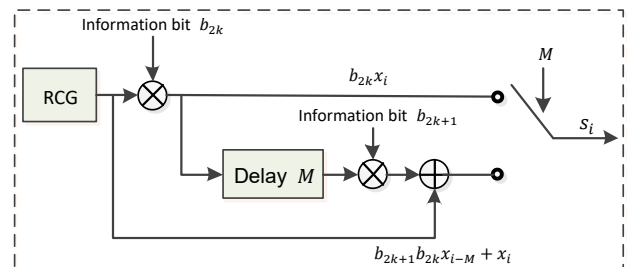 Information bit b_{2k}
RCG
b_{2k}x_i
M
Information bit b_{2k+1}
s_i
Delay M
b_{2k+1}b_{2k}x_{i-M} + x_i